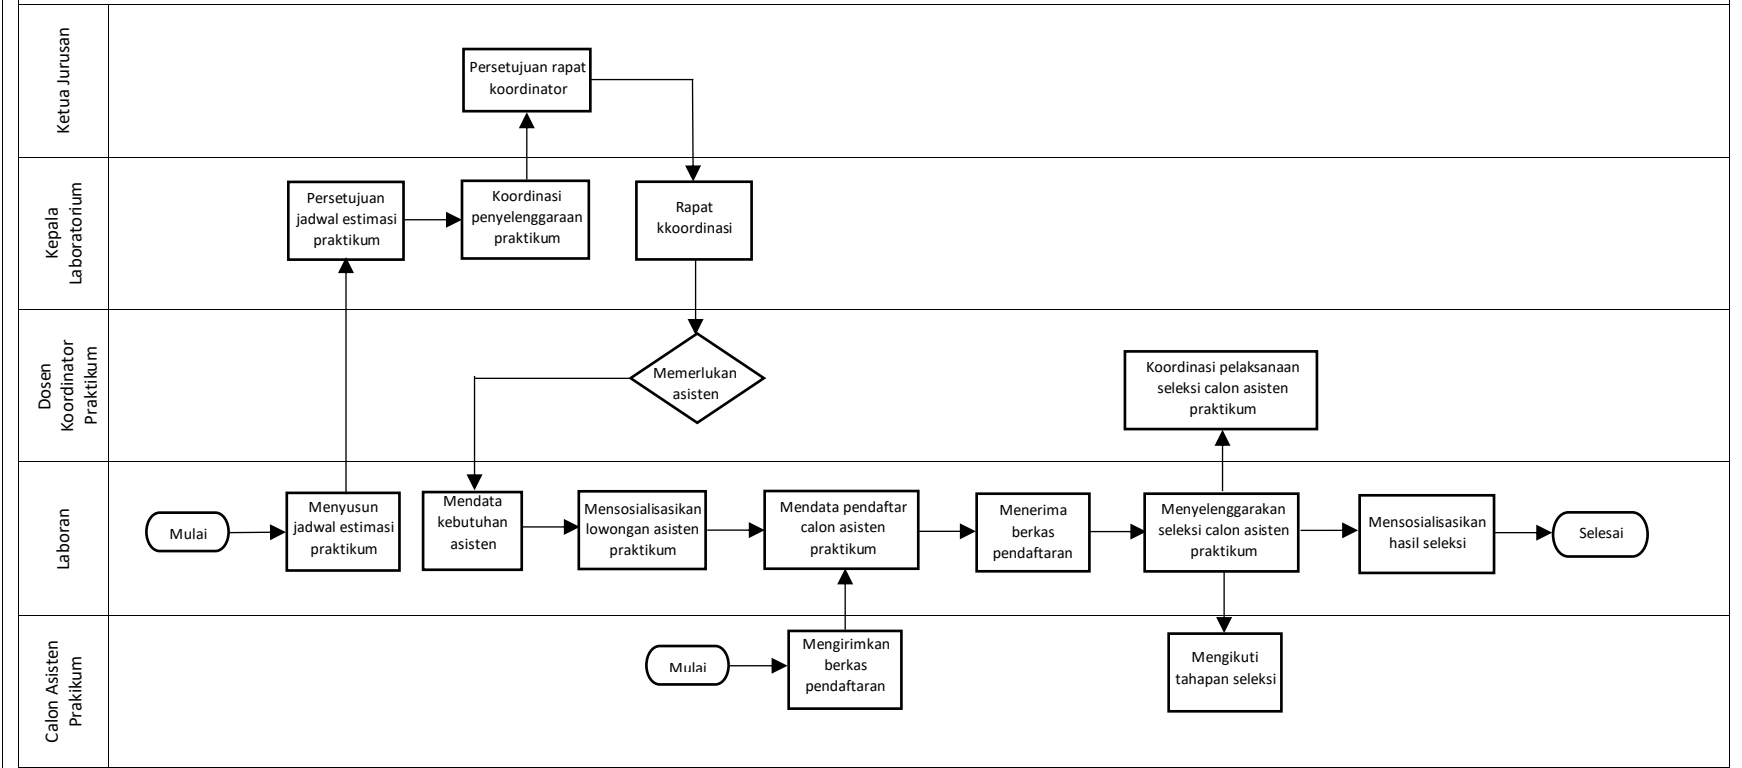 Ketua Jurusan
Persetujuan rapat
koordinator
Kepala
Laboratorium
Persetujuan
jadwal estimasi
praktikum
Koordinasi
penyelenggaraan
praktikum
Rapat
kkoordinasi
Dosen
Koordinator
Praktikum
Memerlukan
asisten
Koordinasi pelaksanaan
seleksi calon asisten
praktikum
Laboran
Mulai
Menyusun
jadwal estimasi
praktikum
Mendata
kebutuhan
asisten
Mensosialisasikan
lowongan asisten
praktikum
Mendata pendaftar
calon asisten
praktikum
Menerima
berkas
pendaftaran
Menyelenggarakan
seleksi calon asisten
praktikum
Mensosialisasikan
hasil seleksi
Selesai
Calon Asisten
Prakikum
Mulai
Mengirimkan
berkas
pendaftaran
Mengikuti
tahapan seleksi